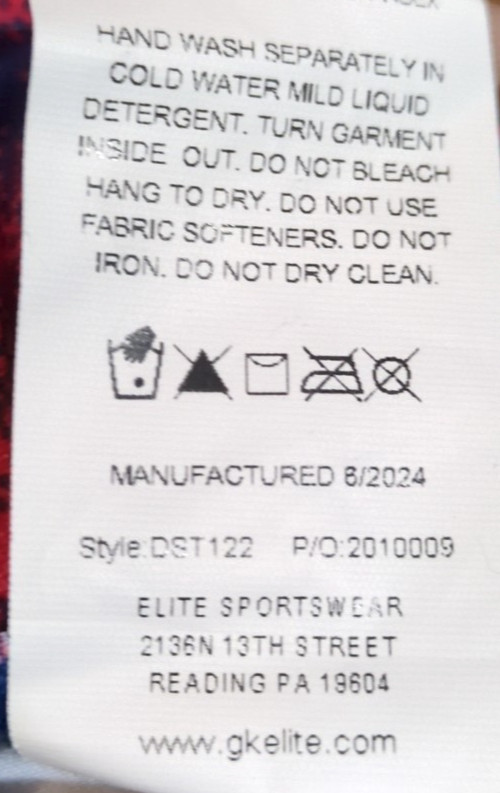 HAND WASH SEPARATELY IN
COLD WATER MILD LIQUID
DETERGENT. TURN GARMENT
INSIDE OUT. DO NOT BLEACH
HANG TO DRY. DO NOT USE
FABRIC SOFTENERS. DO NOT
IRON. DO NOT DRY CLEAN.
MANUFACTURED 6/2024
Style:DST122 P/O:2010009
ELITE SPORTSWEAR
2136N 13TH STREET
READING PA 19604
www.gkelite.com